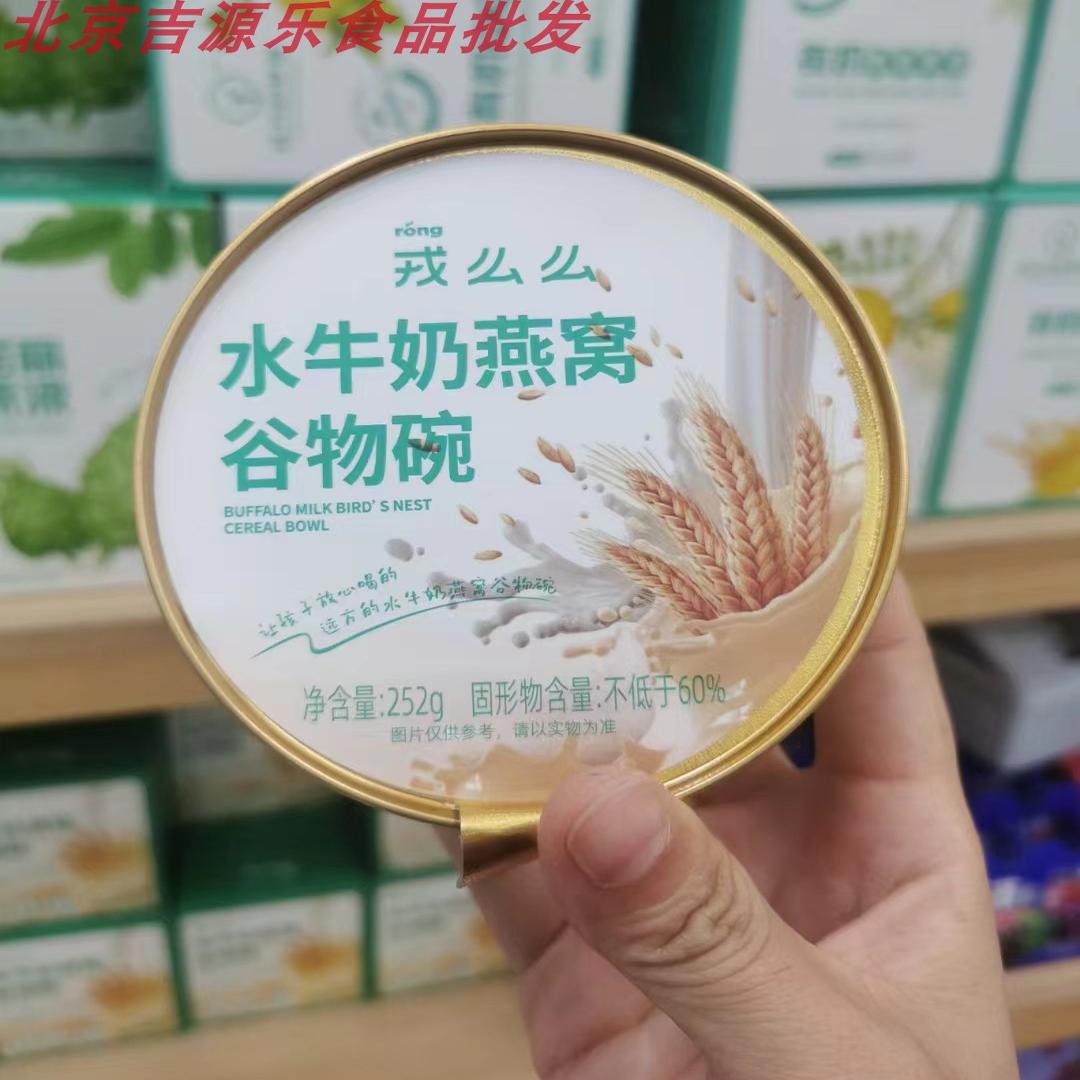 北京吉源乐食品批发
róng
戎么么
水牛奶燕窝
谷物碗
BUFFALO MILK BIRD'S NEST
CEREAL BOWL
让孩子放心喝的
远方的水牛奶燕窝谷物碗
净含量:252g 固形物含量:不低于60%
图片仅供参考，请以实物为准